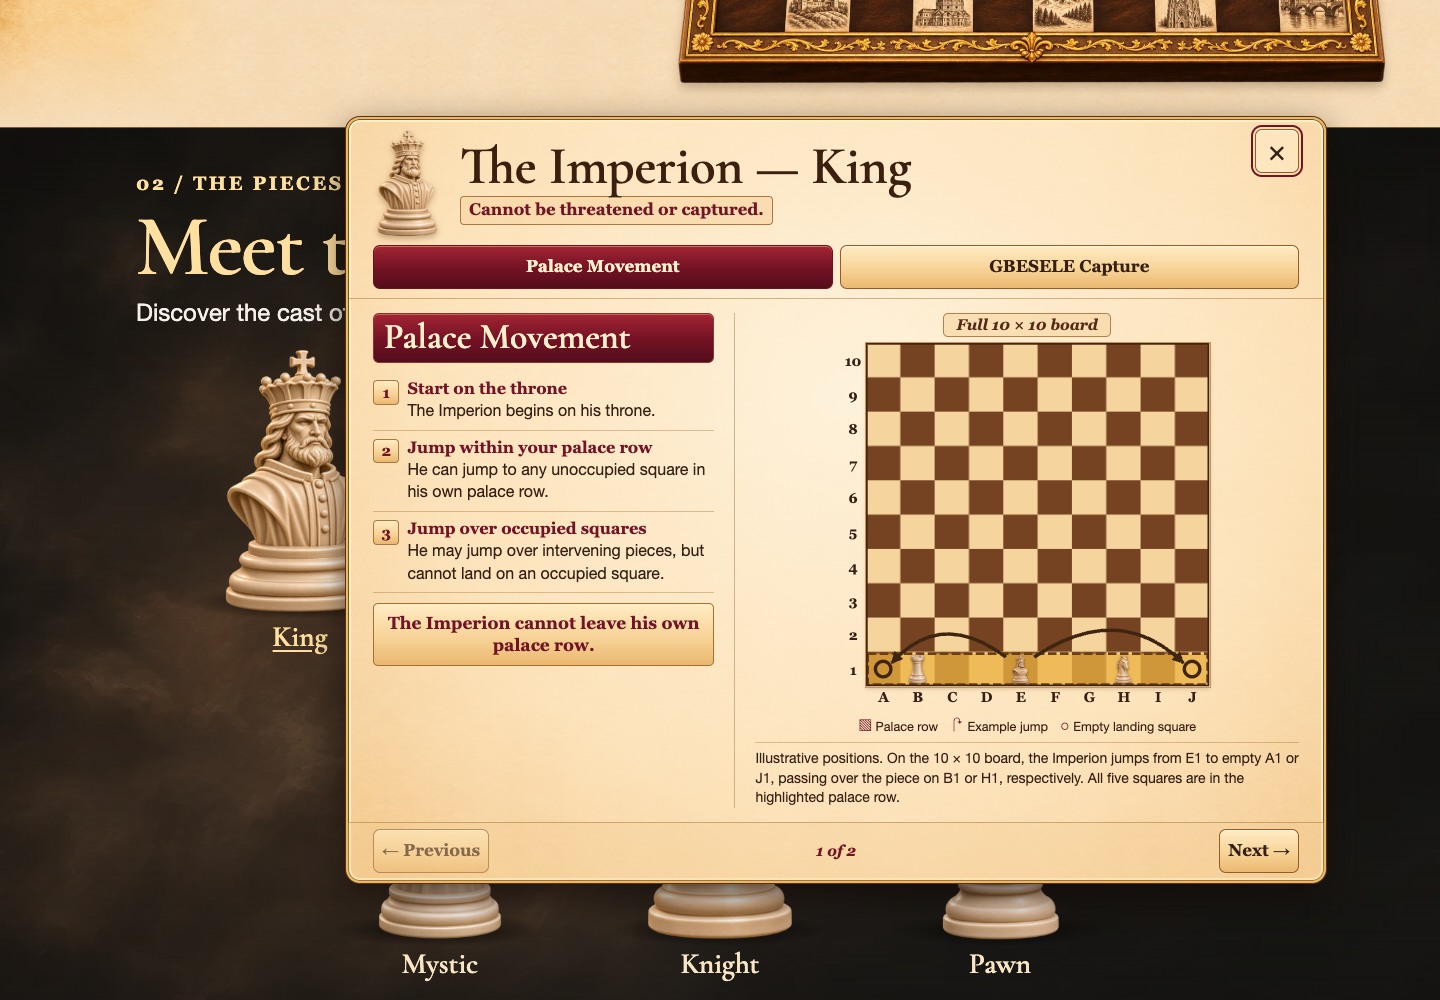 02 / THE PIECES
Meet t
Discover the cast of
King
The Imperion — King
Cannot be threatened or captured.
×
Palace Movement
GBESELE Capture
Palace Movement
1
Start on the throne
The Imperion begins on his throne.
2
Jump within your palace row
He can jump to any unoccupied square in
his own palace row.
3
Jump over occupied squares
He may jump over intervening pieces, but
cannot land on an occupied square.
The Imperion cannot leave his own
palace row.
Full 10 × 10 board
10
9
8
7
6
5
4
3
2
1
A B C D E F G H I J
Palace row Example jump Empty landing square
Illustrative positions. On the 10 × 10 board, the Imperion jumps from E1 to empty A1 or
J1, passing over the piece on B1 or H1, respectively. All five squares are in the
highlighted palace row.
← Previous
1 of 2
Next →
Mystic
Knight
Pawn